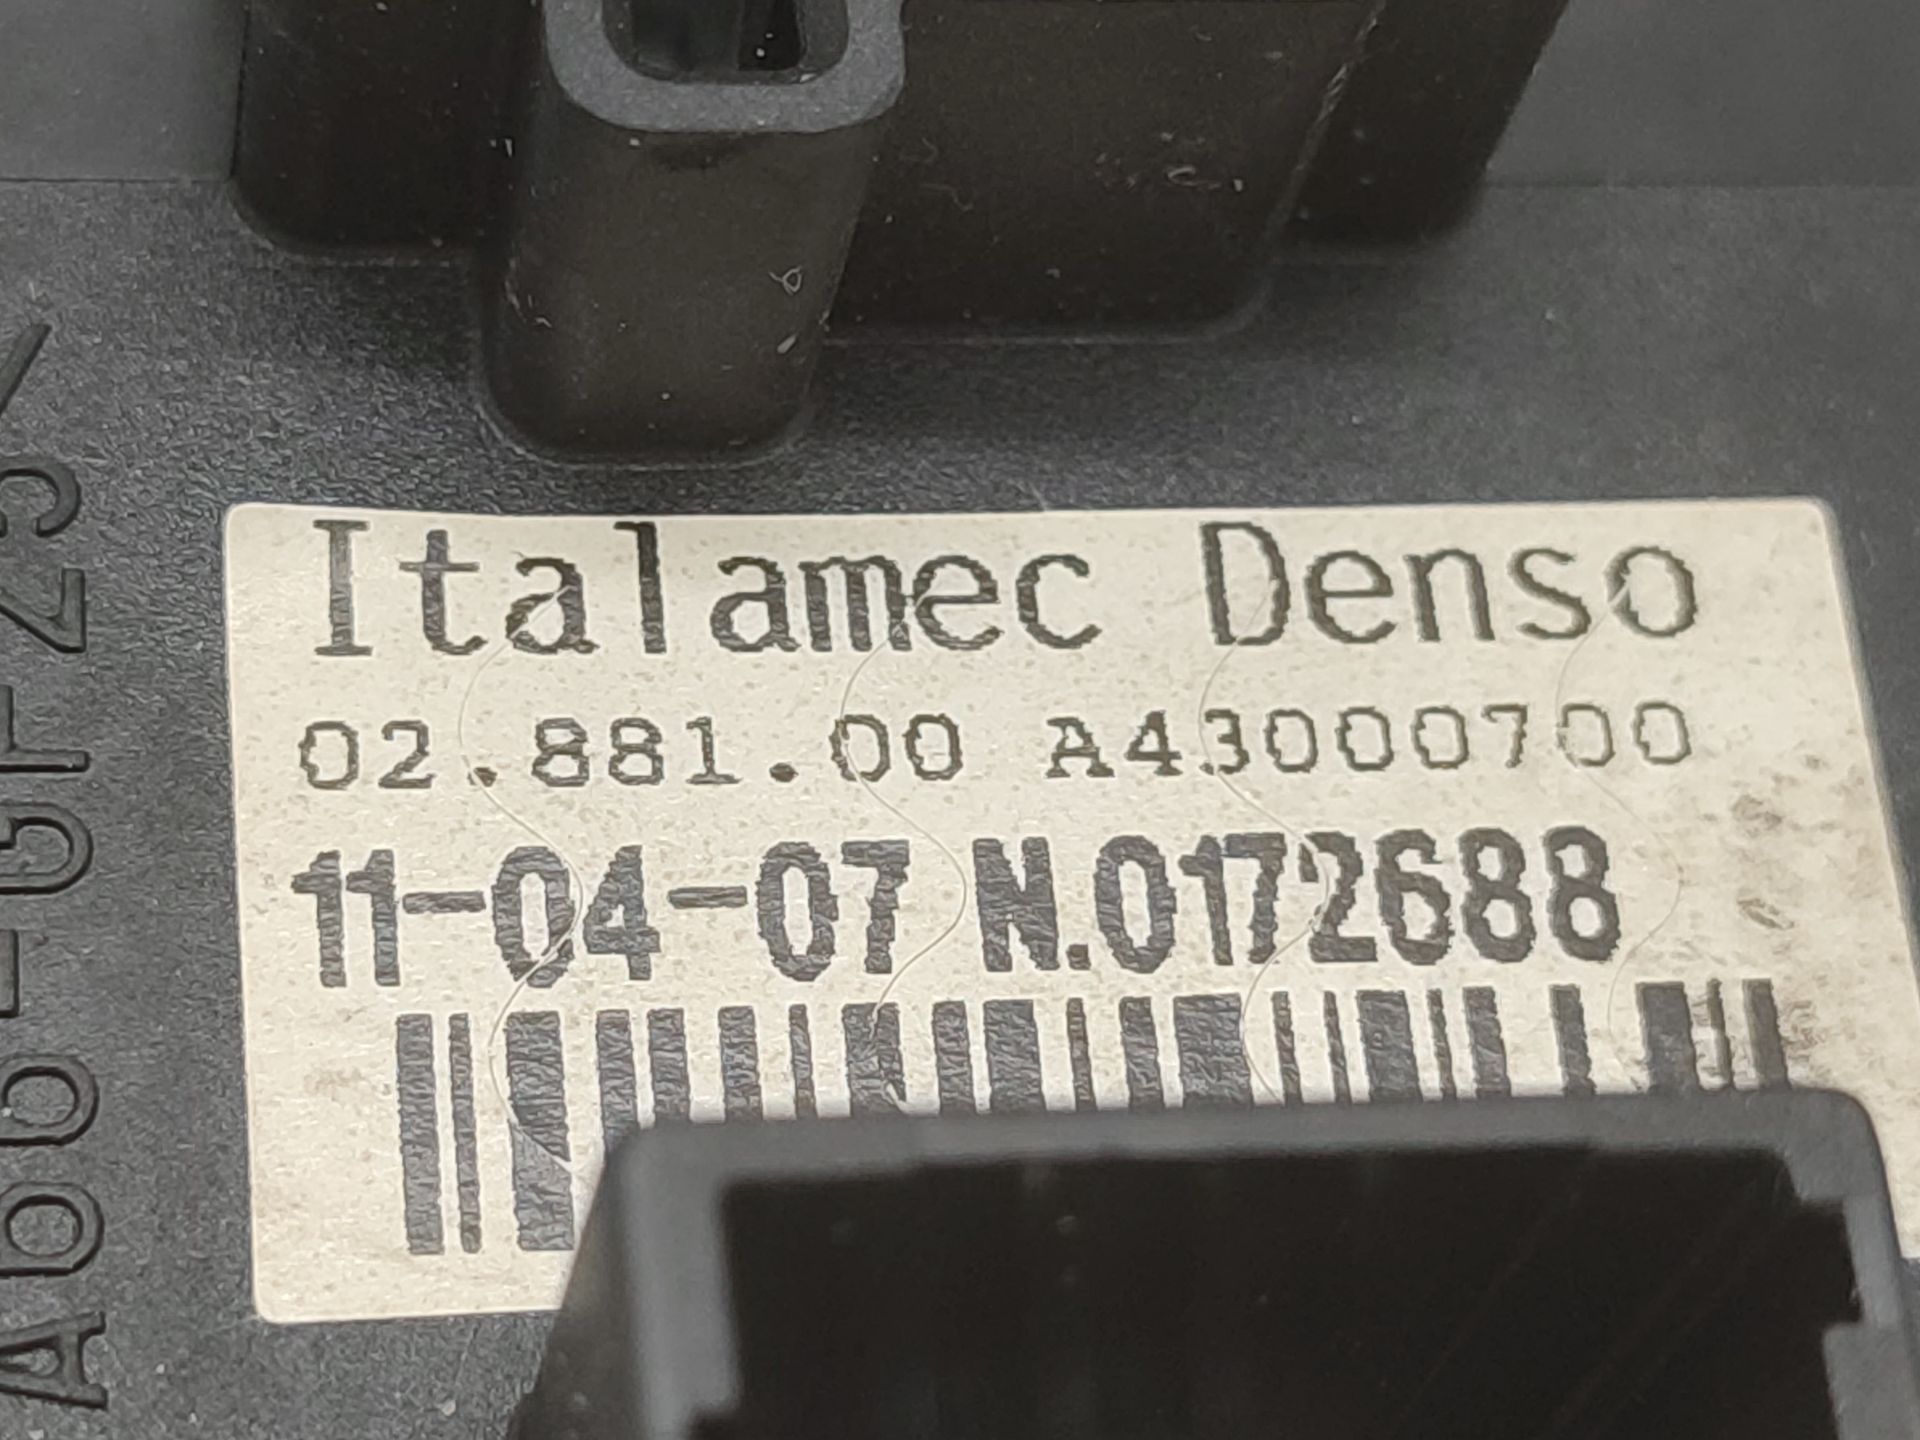 Italamec Denso
02.881.00 A43000700
11-04-07 N.0172688